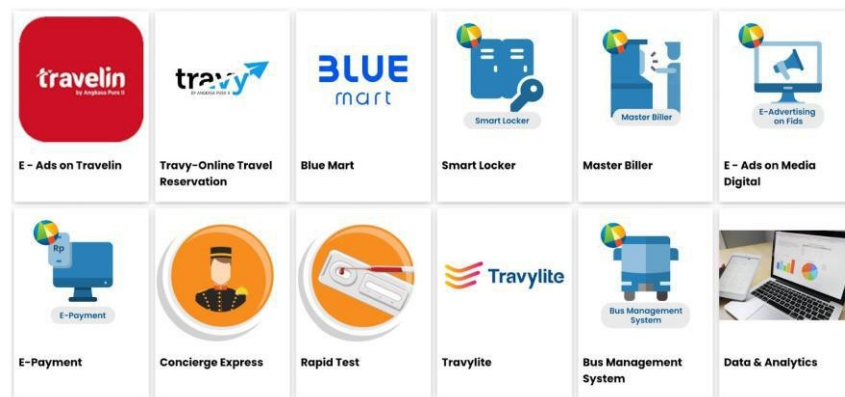 travelin
by Angkasa Pura II
E - Ads on Travelin
travy
BY ANGKASA PURA II
Travy-Online Travel
Reservation
BLUE
mart
Blue Mart
Smart Locker
Smart Locker
Master Biller
Master Biller
E-Advertising
on Fids
E - Ads on Media
Digital
Rp
E-Payment
E-Payment
Concierge Express
Rapid Test
Travylite
Travylite
Bus Management
System
Bus Management
System
Data & Analytics